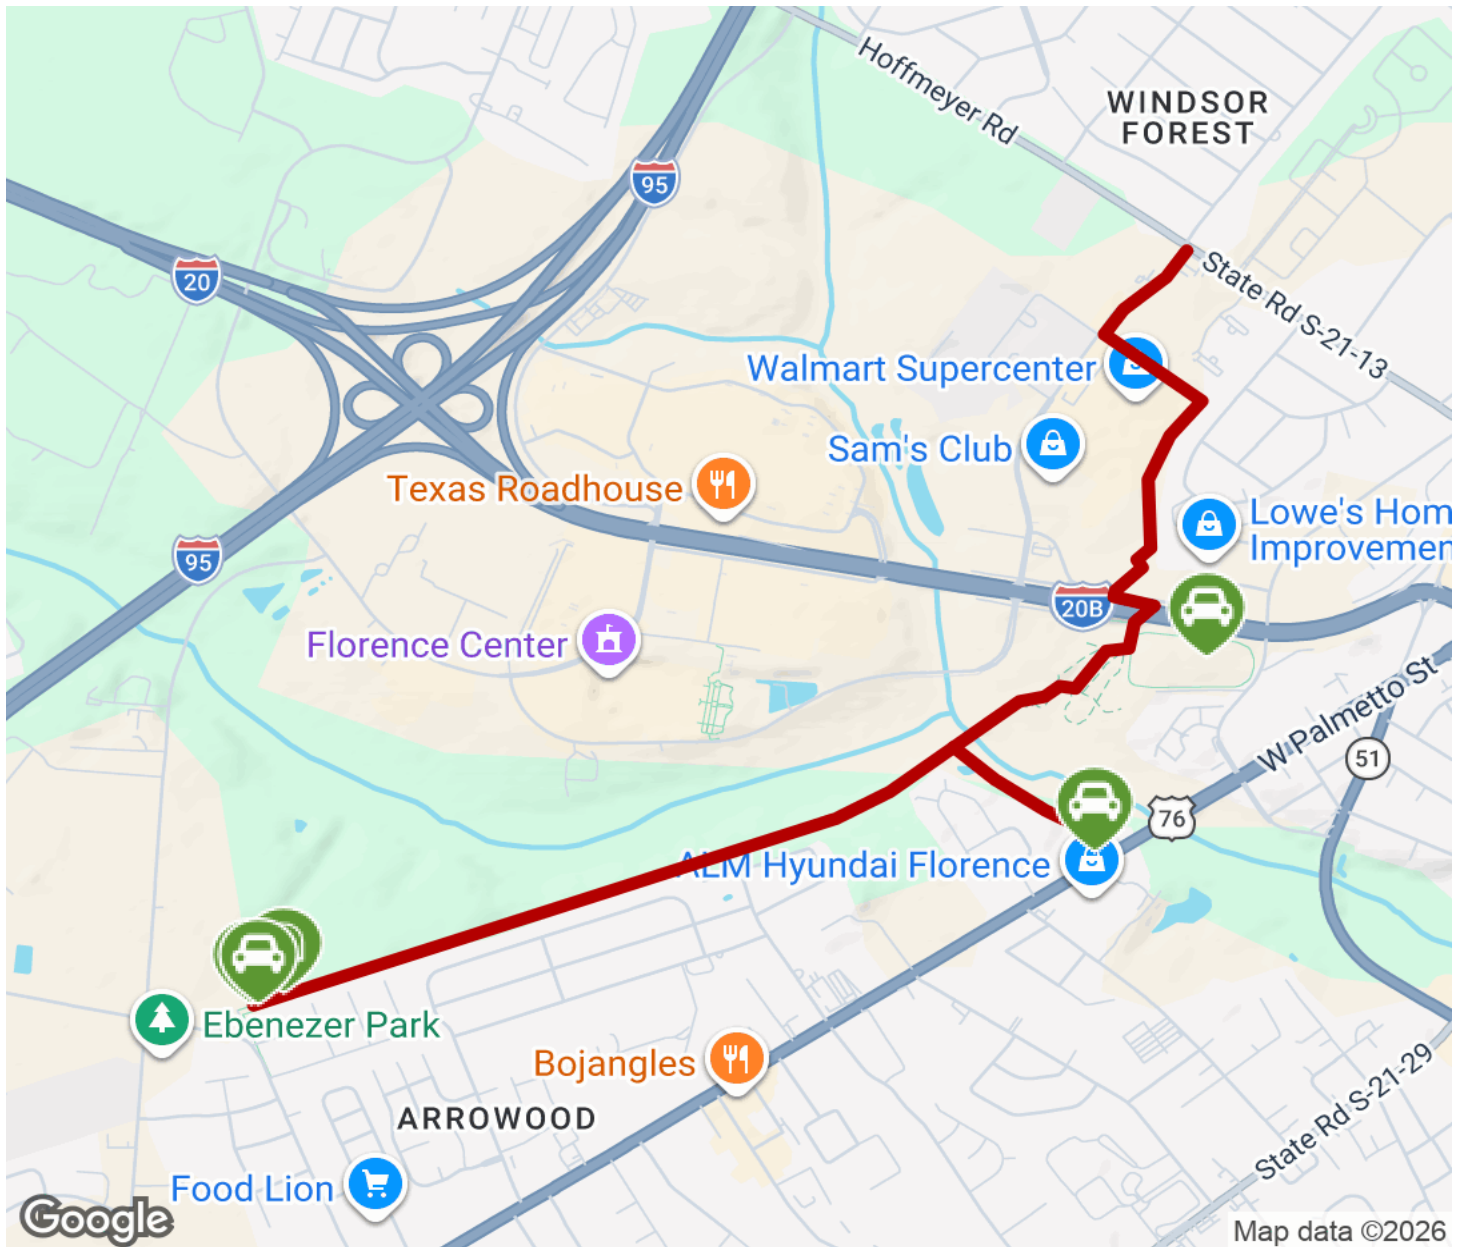 Hoffmeyer Rd
WINDSOR
FOREST
95
20
State Rd S-21-13
Walmart Supercenter
Sam's Club
Texas Roadhouse
Lowe's Hom
Improvemen
95
20B
Florence Center
W Palmetto St
51
76
ALM Hyundai Florence
Ebenezer Park
Bojangles
ARROWOOD
State Rd S-21-29
Food Lion
Google
Map data ©2026